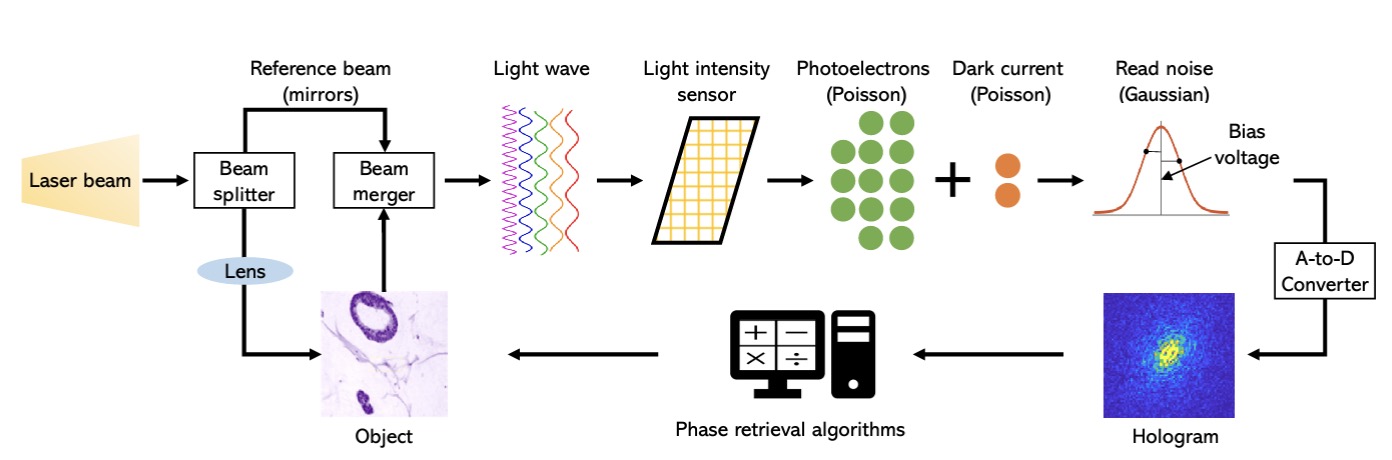 Reference beam
(mirrors)
Light wave
Light intensity
sensor
Photoelectrons
(Poisson)
Dark current
(Poisson)
Read noise
(Gaussian)
Bias
voltage
Laser beam
Beam
splitter
Beam
merger
+
Lens
A-to-D
Converter
+ −
× ÷
Object
Phase retrieval algorithms
Hologram